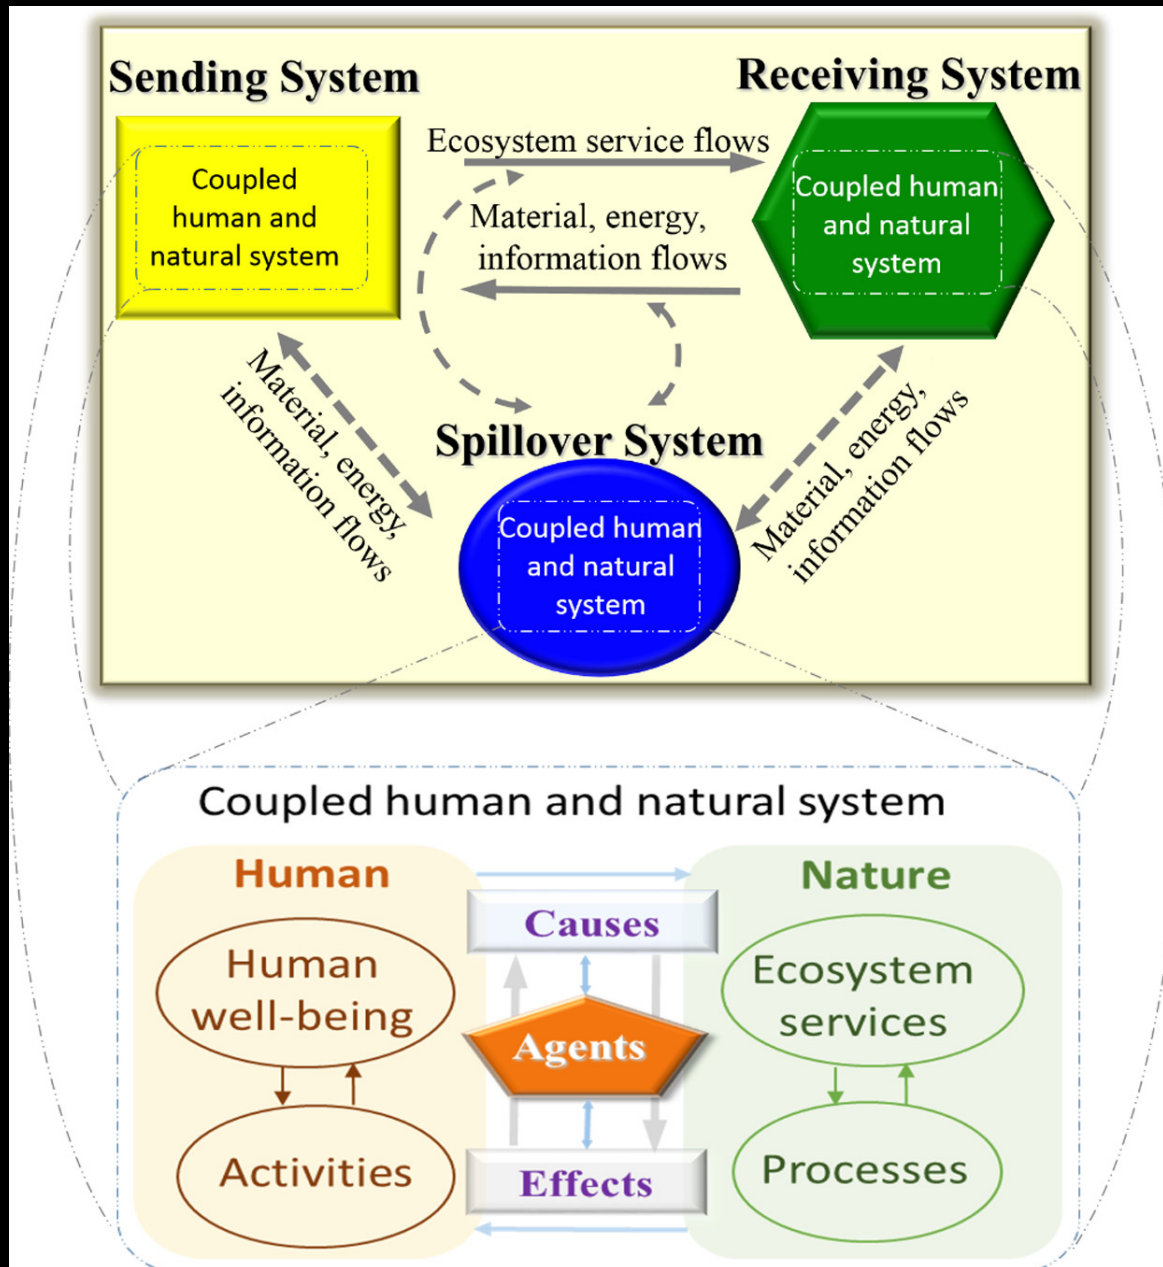 Sending System
Receiving System
Ecosystem service flows
Coupled
human and
natural system
Material, energy,
information flows
Coupled human
and natural
system
Material, energy,
information flows
Spillover System
Material, energy,
information flows
Coupled human
and natural
system
Coupled human and natural system
Human
Nature
Causes
Human
well-being
Ecosystem
services
Agents
Activities
Processes
Effects